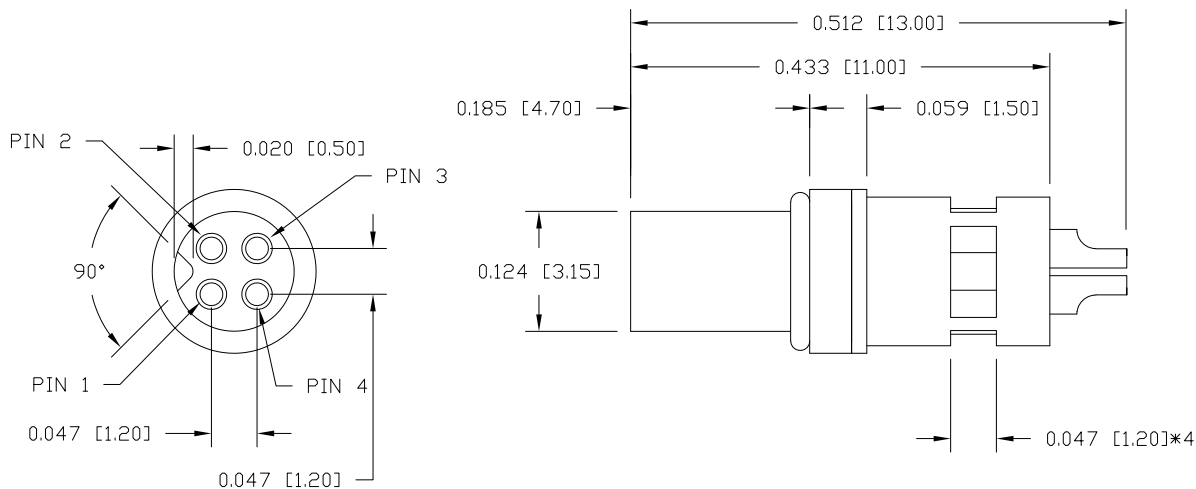 0.512 [13.00]
0.433 [11.00]
0.185 [4.70]
0.059 [1.50]
PIN 2
0.020 [0.50]
PIN 3
90°
0.124 [3.15]
PIN 1
PIN 4
0.047 [1.20]
0.047 [1.20]*4
0.047 [1.20]